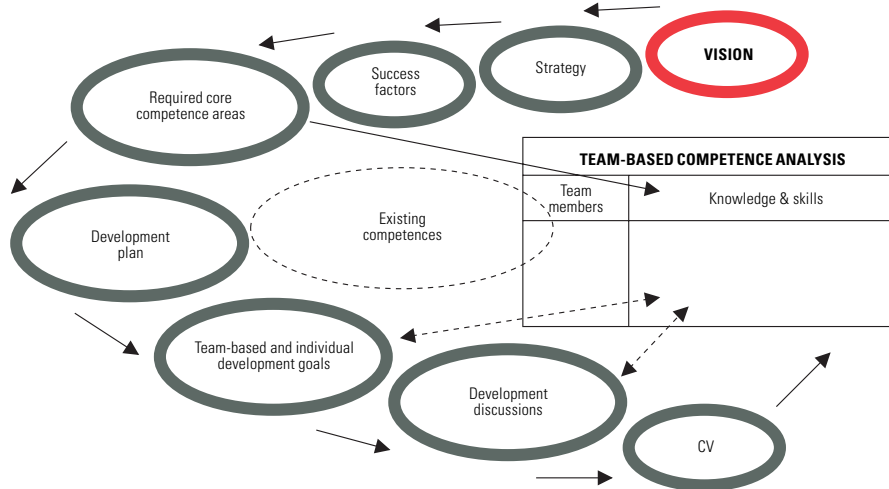 VISION
Strategy
Success
factors
Required core
competence areas
TEAM-BASED COMPETENCE ANALYSIS
Team
members
Knowledge & skills
Existing
competences
Development
plan
Team-based and individual
development goals
Development
discussions
CV